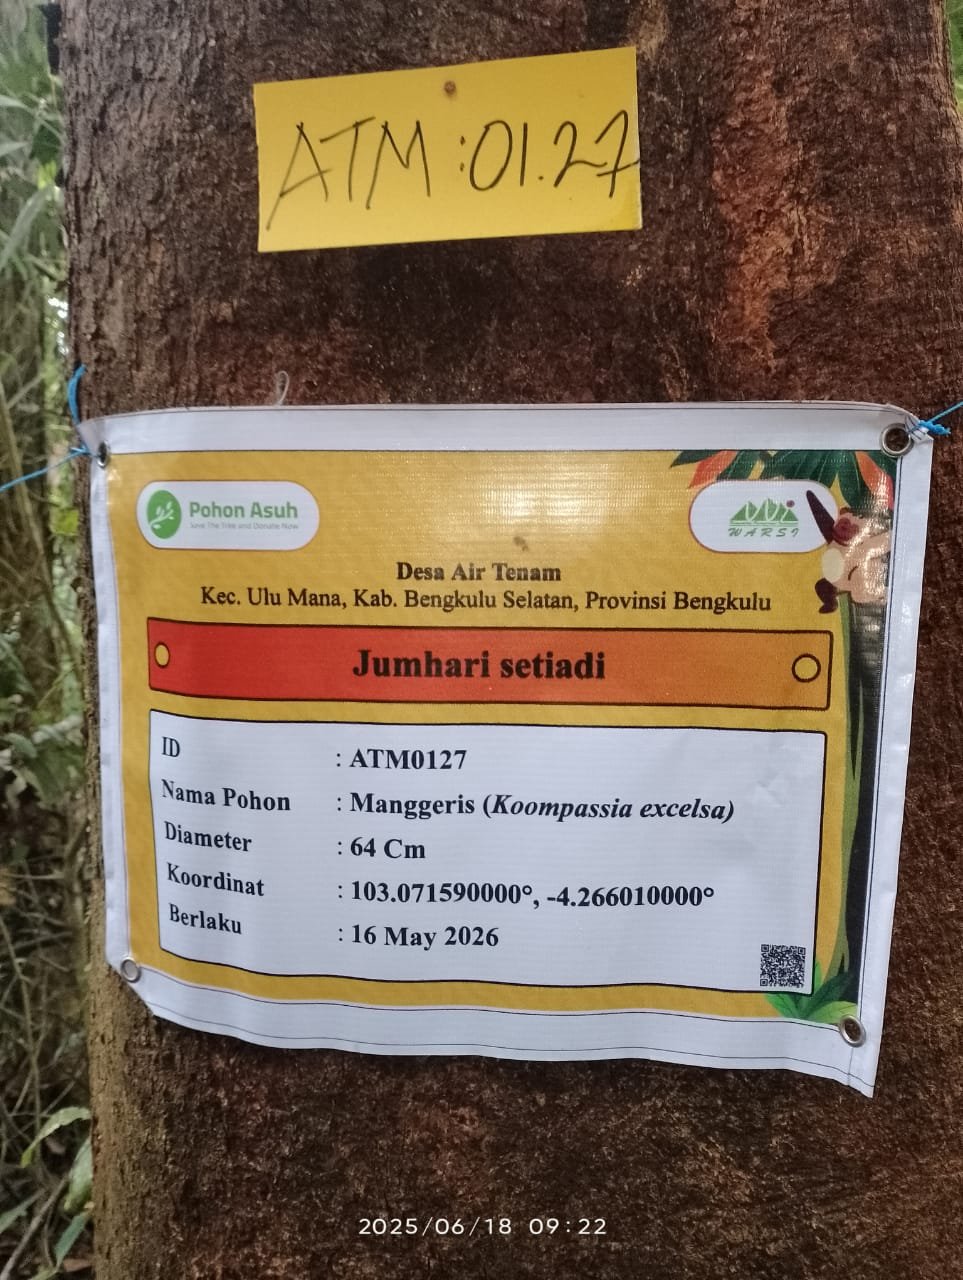 ATM:01.27
Pohon Asuh
Save The Tree and Donate Now
WARSI
Desa Air Tenam
Kec. Ulu Mana, Kab. Bengkulu Selatan, Provinsi Bengkulu
Jumhari setiadi
ID : ATM0127
Nama Pohon : Manggeris (Koompassia excelsa)
Diameter : 64 Cm
Koordinat : 103.071590000°, -4.266010000°
Berlaku : 16 May 2026
2025/06/18 09:22